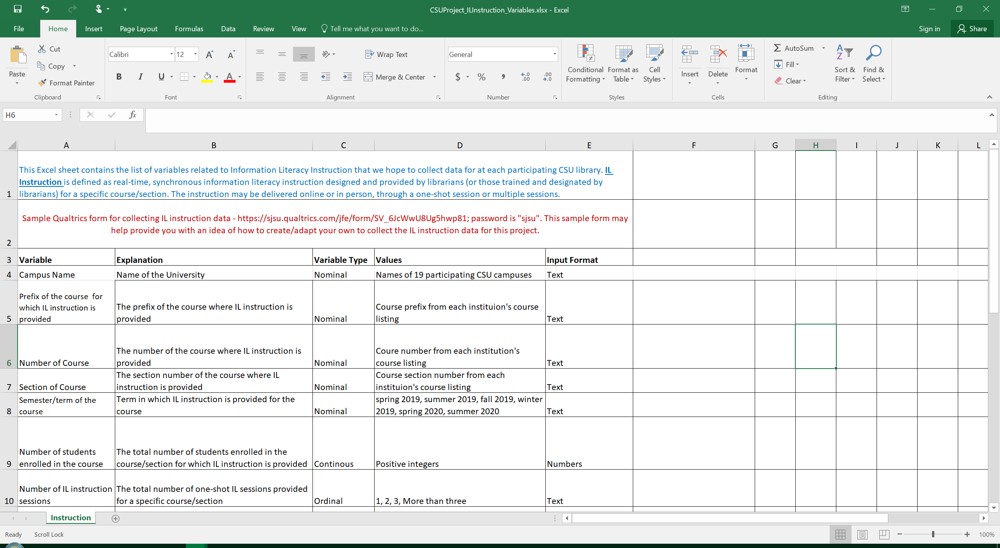 CSUProject_ILInstruction_Variables.xlsx - Excel
File Home Insert Page Layout Formulas Data Review View Tell me what you want to do... Sign in Share
Paste Cut Copy Format Painter Clipboard
Calibri 12 B I U A Font
Wrap Text Merge & Center Alignment
General $ % Number
Conditional Formatting Format as Table Cell Styles Styles
Insert Delete Format Cells
AutoSum Fill Clear Sort & Filter Find & Select Editing
H6 fx
A B C D E F G H I J K L
This Excel sheet contains the list of variables related to Information Literacy Instruction that we hope to collect data for at each participating CSU library. IL
Instruction is defined as real-time, synchronous information literacy instruction designed and provided by librarians (or those trained and designated by
1 librarians) for a specific course/section. The instruction may be delivered online or in person, through a one-shot session or multiple sessions.
Sample Qualtrics form for collecting IL instruction data - https://sjsu.qualtrics.com/jfe/form/SV_6JcWwU8Ug5hwp81; password is "sjsu". This sample form may
help provide you with an idea of how to create/adapt your own to collect the IL instruction data for this project.
2
3 Variable Explanation Variable Type Values Input Format
4 Campus Name Name of the University Nominal Names of 19 participating CSU campuses Text
Prefix of the course for
which IL instruction is The prefix of the course where IL instruction is Course prefix from each instituion's course
5 provided provided Nominal listing Text
The number of the course where IL instruction is Coure number from each institution's
6 Number of Course provided Nominal course listing Text
The section number of the course where IL Course section number from each
7 Section of Course instruction is provided Nominal instituion's course listing Text
Semester/term of the Term in which IL instruction is provided for the spring 2019, summer 2019, fall 2019, winter
8 course course Nominal 2019, spring 2020, summer 2020 Text
Number of students The total number of students enrolled in the
9 enrolled in the course course/section for which IL instruction is provided Continous Positive integers Numbers
Number of IL instruction The total number of one-shot IL sessions provided
10 sessions for a specific course/section Ordinal 1, 2, 3, More than three Text
Instruction
Ready Scroll Lock 100%